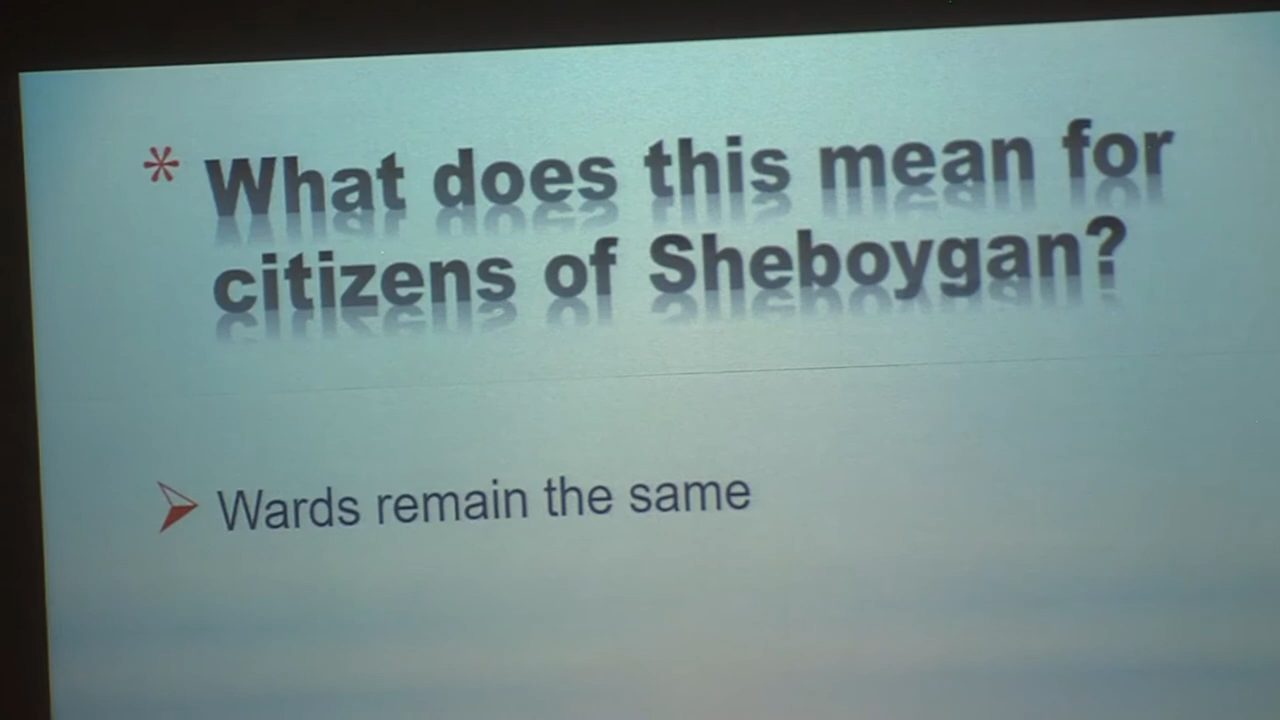 * What does this mean for
citizens of Sheboygan?
Wards remain the same